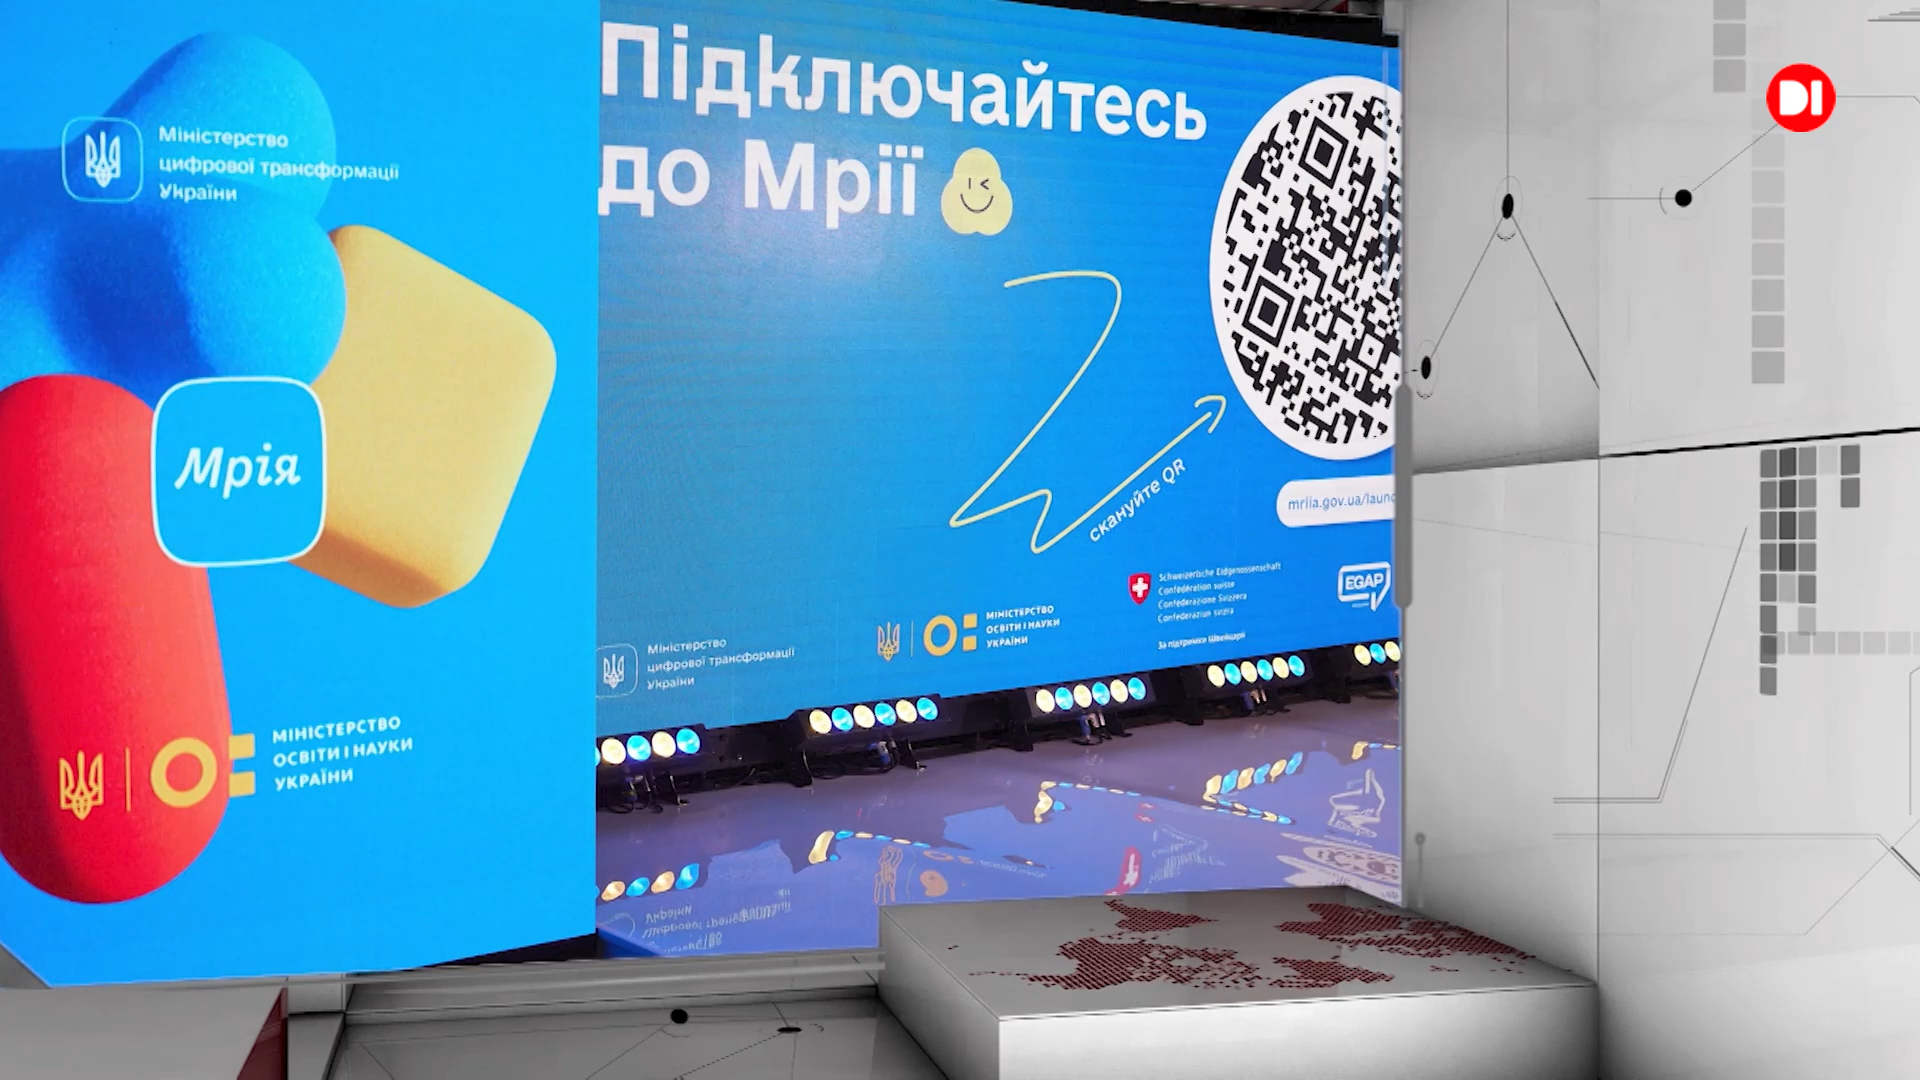 Міністерство
цифрової трансформації
України
Мрія
МІНІСТЕРСТВО
ОСВІТИ І НАУКИ
УКРАЇНИ
Підключайтесь
до Мрії
скануйте QR
mriia.gov.ua/launc
Schweizerische Eidgenossenschaft
Confédération suisse
Confederazione Svizzera
Confederaziun svizra
За підтримки Швейцарії
EGAP
МІНІСТЕРСТВО
ОСВІТИ І НАУКИ
УКРАЇНИ
Міністерство
цифрової трансформації
України
DI